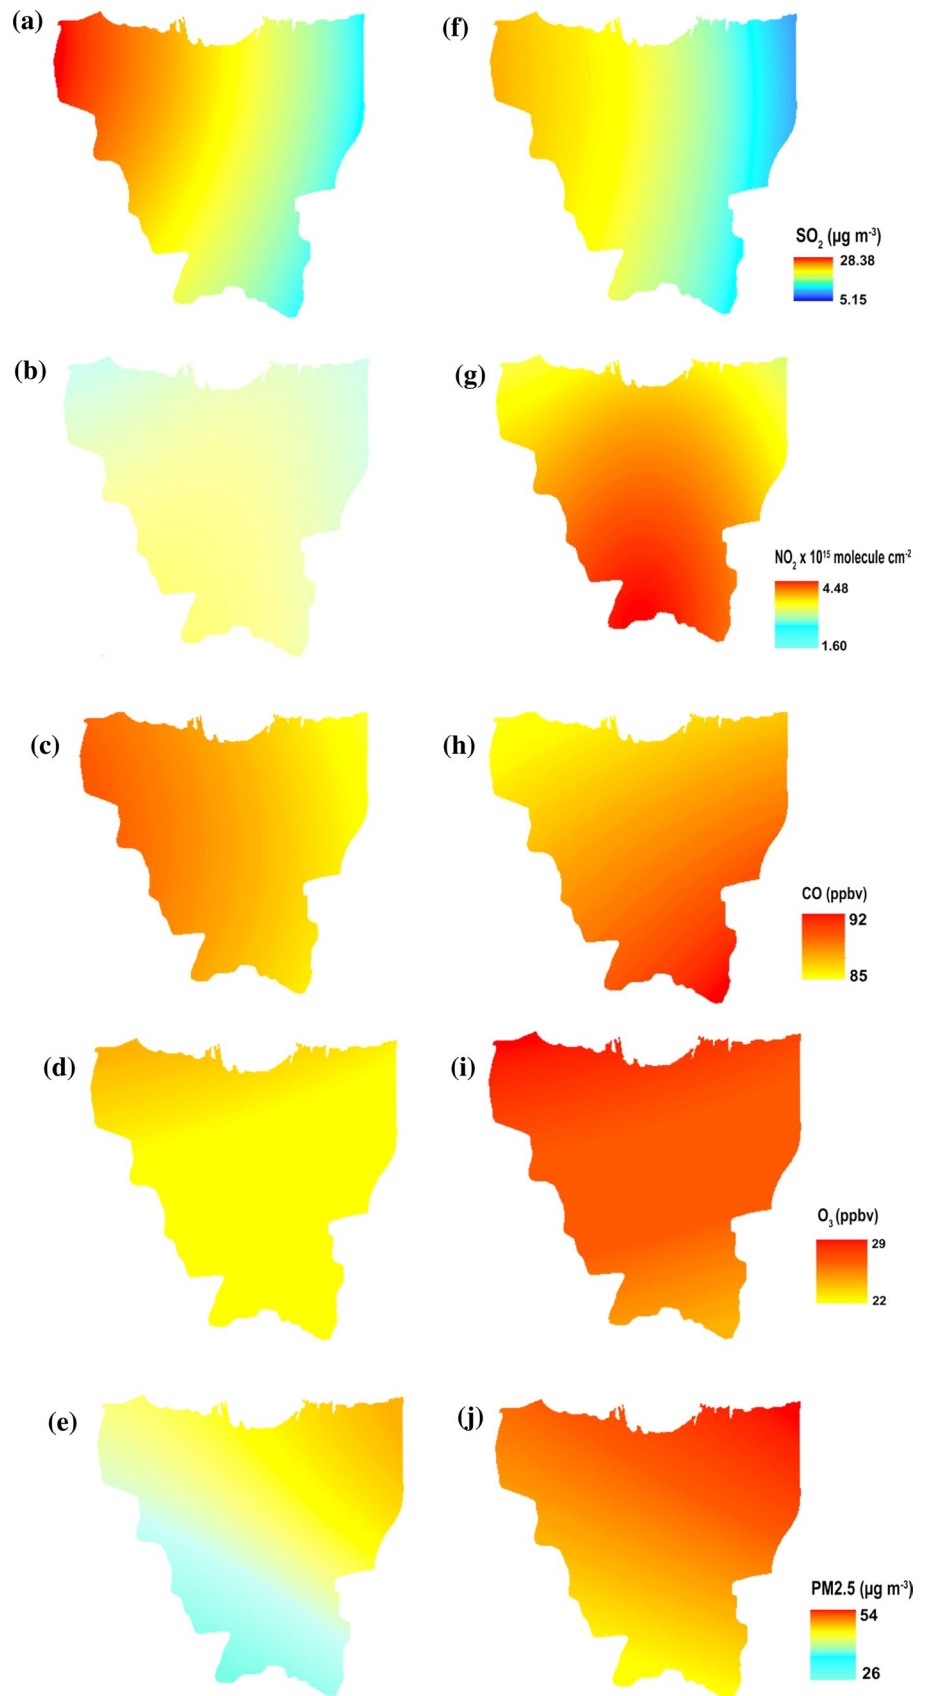 (a)
(f)
SO₂ (µg m⁻³)
28.38
5.15
(b)
(g)
NO₂ x 10¹⁵ molecule cm⁻²
4.48
1.60
(c)
(h)
CO (ppbv)
92
85
(d)
(i)
O₃ (ppbv)
29
22
(e)
(j)
PM2.5 (µg m⁻³)
54
26